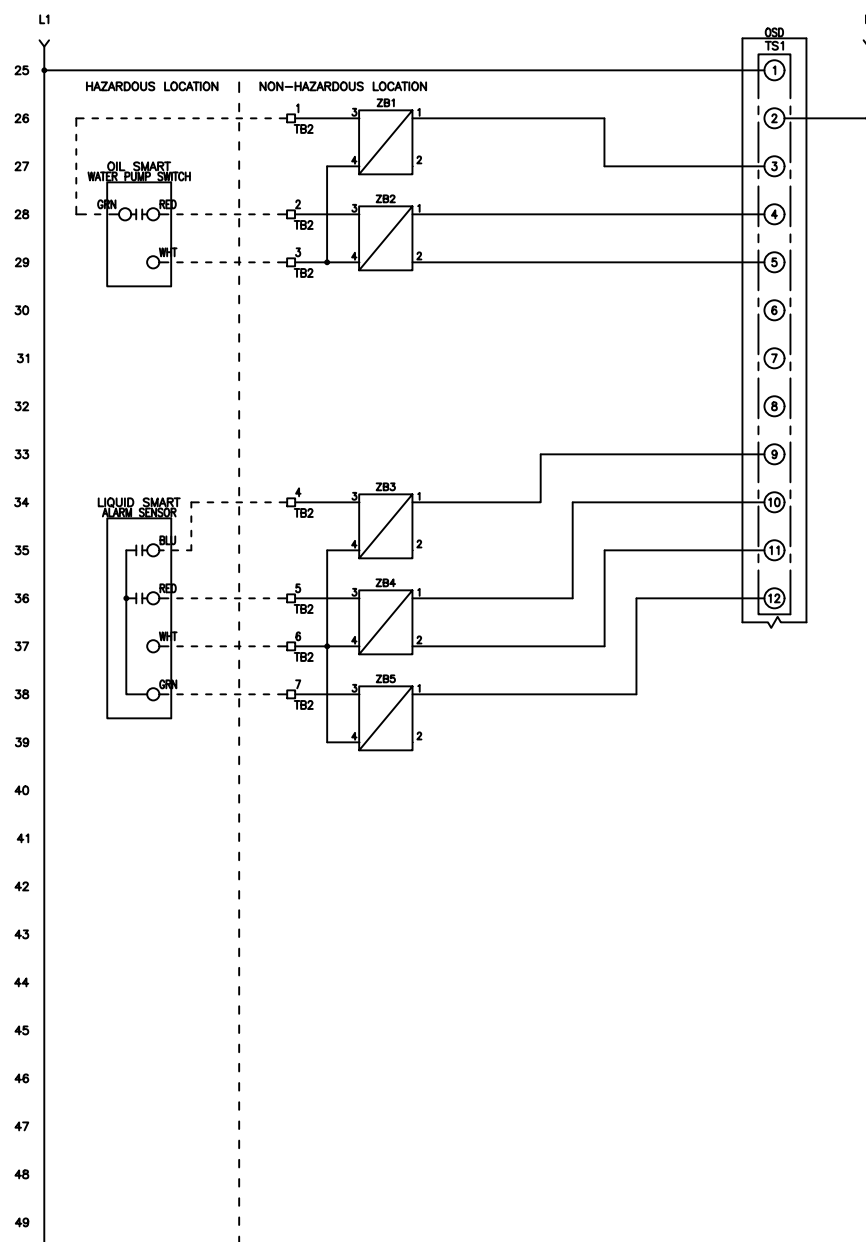 L1
OSD
TS1
25 1
HAZARDOUS LOCATION NON-HAZARDOUS LOCATION
ZB1
26 1 3 1 2
TB2
27 OIL SMART 4 2 3
WATER PUMP SWITCH
ZB2
28 GRN RED 2 3 1 4
TB2
29 WHT 3 4 2 5
TB2
30 6
31 7
32 8
33 9
ZB3
34 LIQUID SMART 4 3 1 10
ALARM SENSOR TB2
35 BLU 4 2 11
ZB4
36 RED 5 3 1 12
TB2
37 WHT 6 4 2
TB2
ZB5
38 GRN 7 3 1
TB2
39 4 2
40
41
42
43
44
45
46
47
48
49